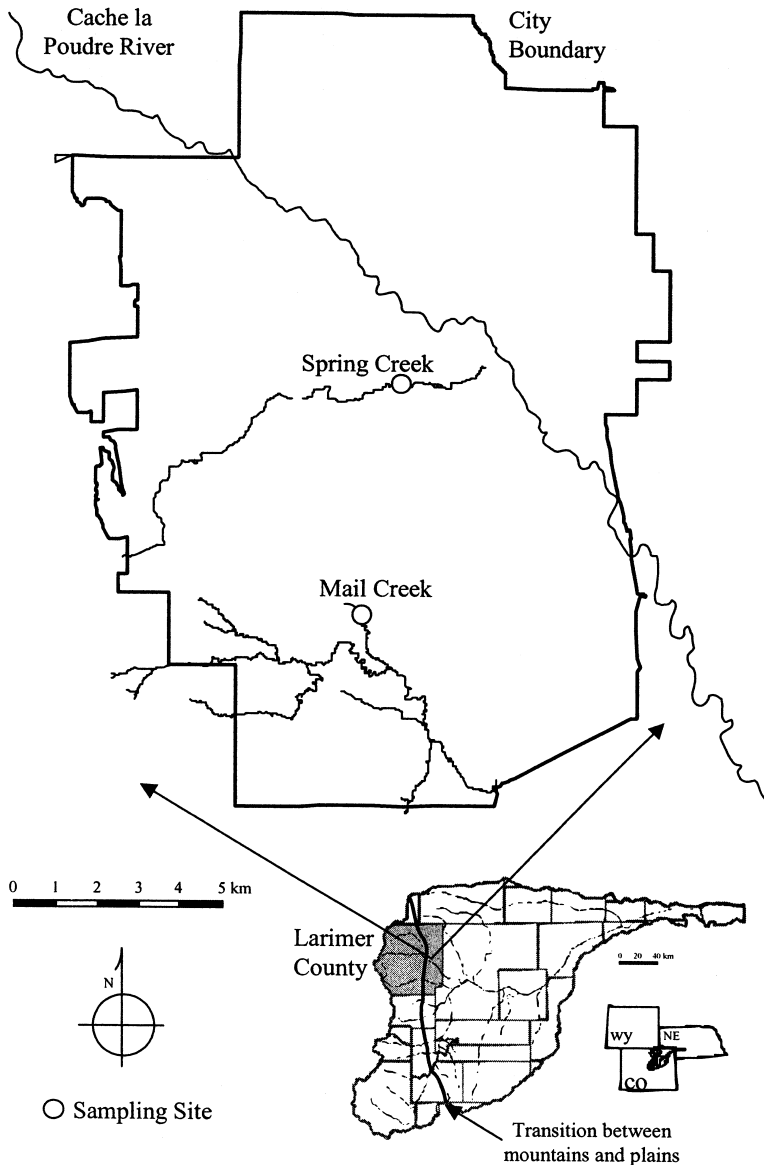 Cache la
Poudre River
City
Boundary
Spring Creek
Mail Creek
0 1 2 3 4 5 km
Larimer
County
0 20 40 km
N
wy
NE
CO
Sampling Site
Transition between
mountains and plains